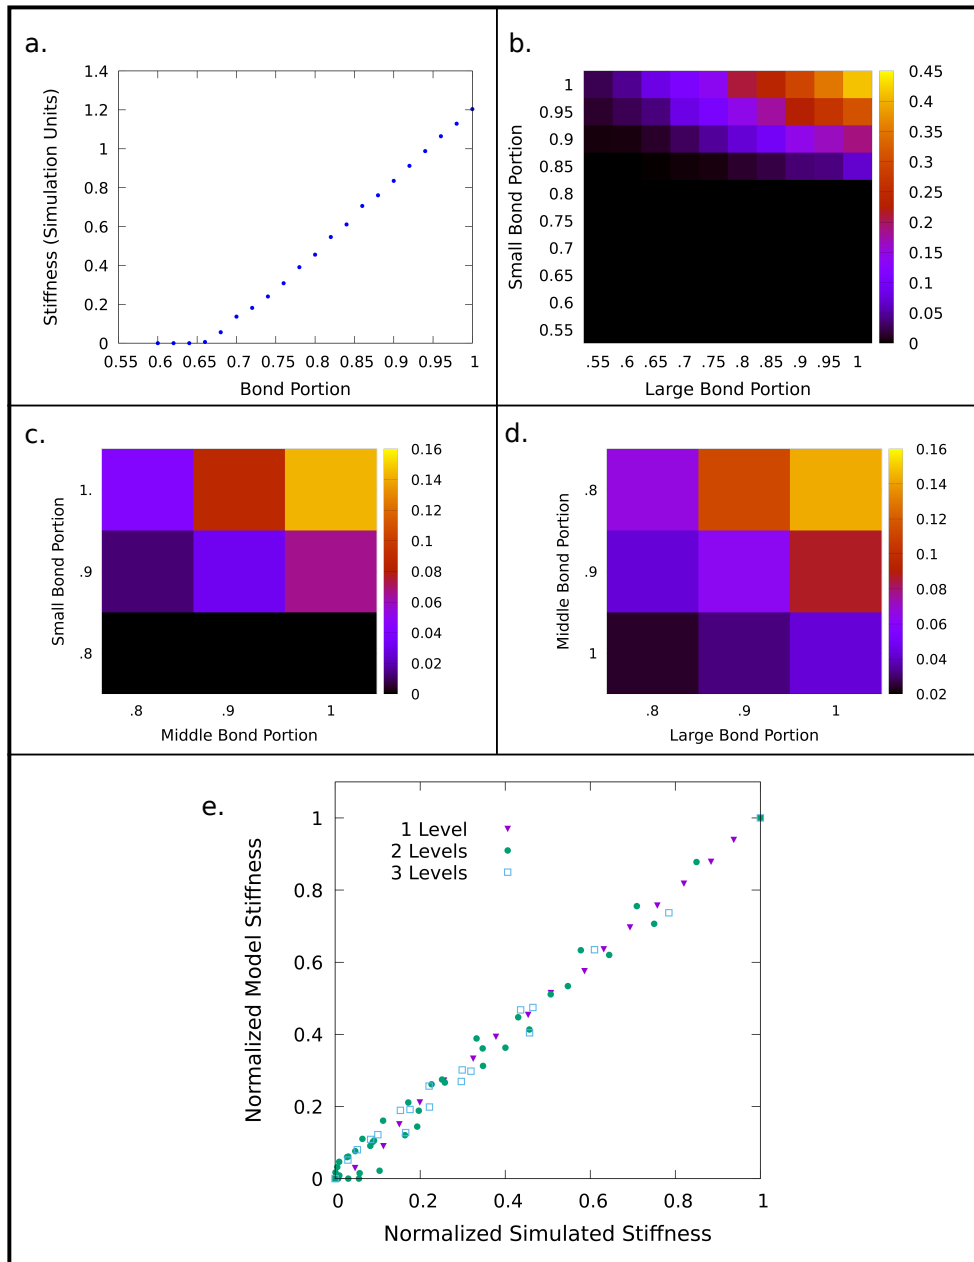 a.
Stiffness (Simulation Units)
1.4
1.2
1
0.8
0.6
0.4
0.2
0
0.55 0.6 0.65 0.7 0.75 0.8 0.85 0.9 0.95 1
Bond Portion
b.
Small Bond Portion
1
0.95
0.9
0.85
0.8
0.75
0.7
0.65
0.6
0.55
.55 .6 .65 .7 .75 .8 .85 .9 .95 1
Large Bond Portion
0.45
0.4
0.35
0.3
0.25
0.2
0.15
0.1
0.05
0
c.
Small Bond Portion
1.
.9
.8
.8 .9 1
Middle Bond Portion
0.16
0.14
0.12
0.1
0.08
0.06
0.04
0.02
0
d.
Middle Bond Portion
.8
.9
1
.8 .9 1
Large Bond Portion
0.16
0.14
0.12
0.1
0.08
0.06
0.04
0.02
e.
Normalized Model Stiffness
1
0.8
0.6
0.4
0.2
0
1 Level
2 Levels
3 Levels
0 0.2 0.4 0.6 0.8 1
Normalized Simulated Stiffness